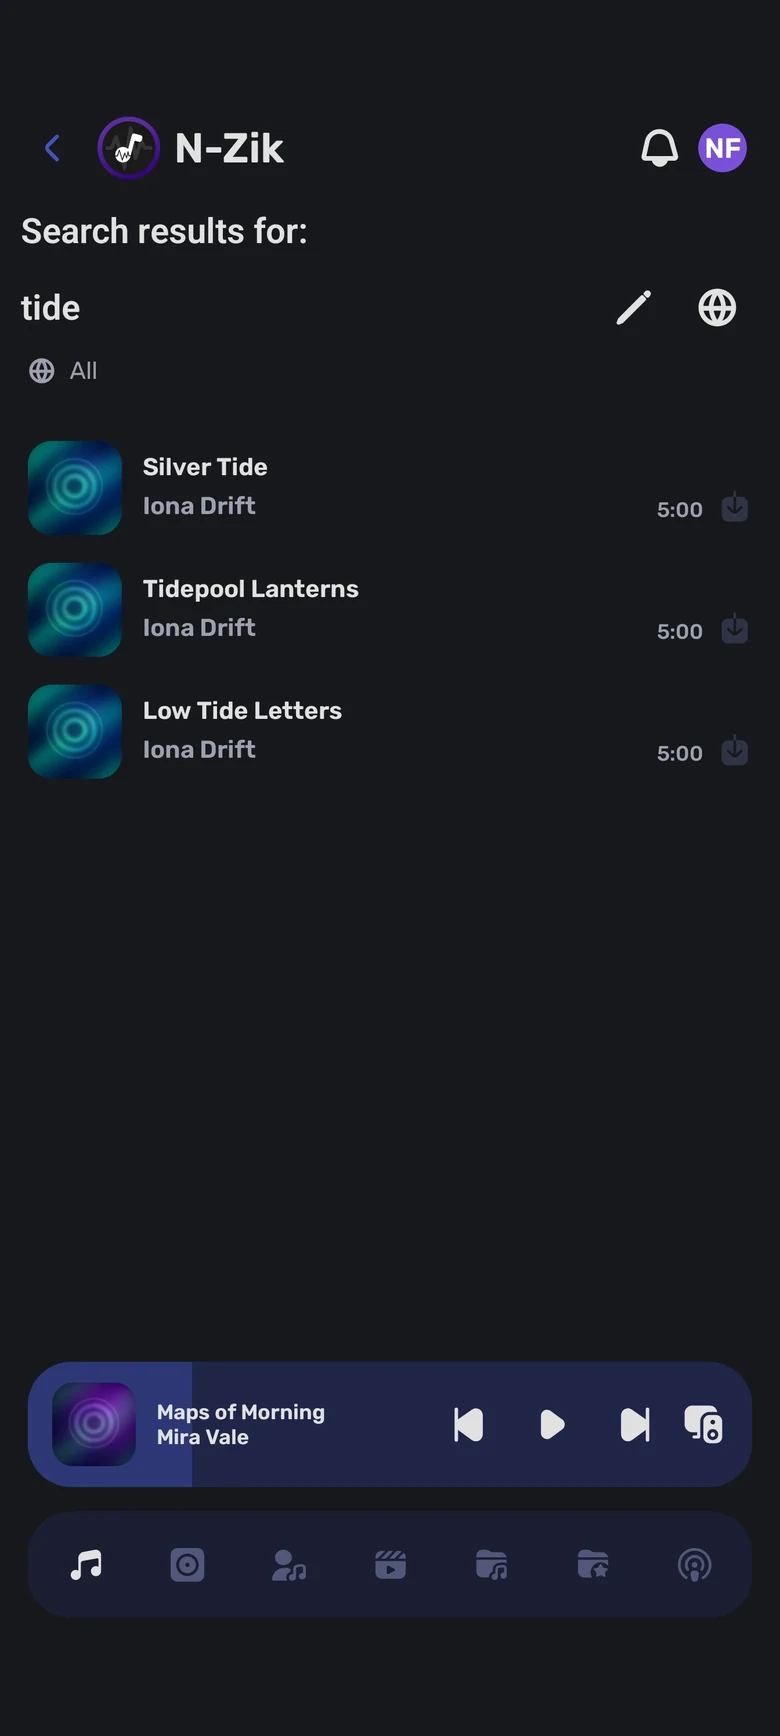 N-Zik
NF
Search results for:
tide
All
Silver Tide
Iona Drift
5:00
Tidepool Lanterns
Iona Drift
5:00
Low Tide Letters
Iona Drift
5:00
Maps of Morning
Mira Vale